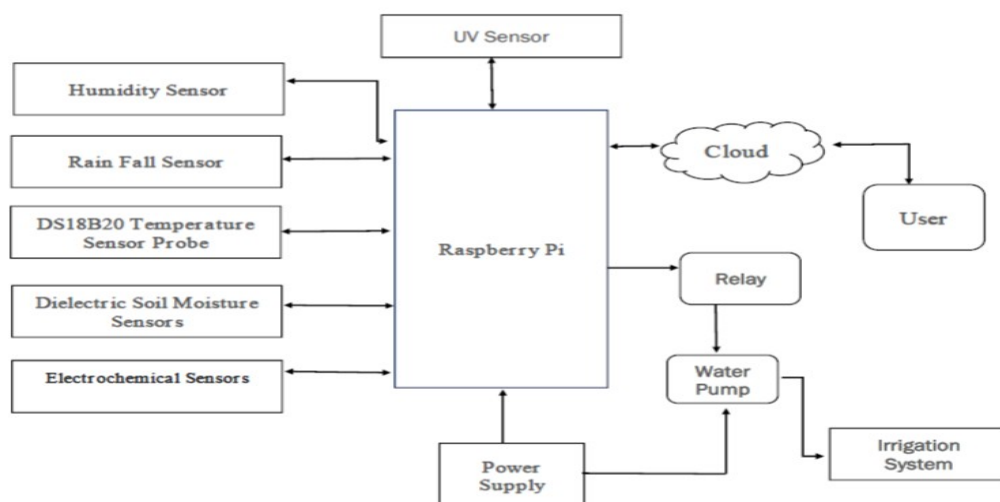 UV Sensor
Humidity Sensor
Rain Fall Sensor
DS18B20 Temperature
Sensor Probe
Dielectric Soil Moisture
Sensors
Electrochemical Sensors
Raspberry Pi
Cloud
User
Relay
Water
Pump
Power
Supply
Irrigation
System